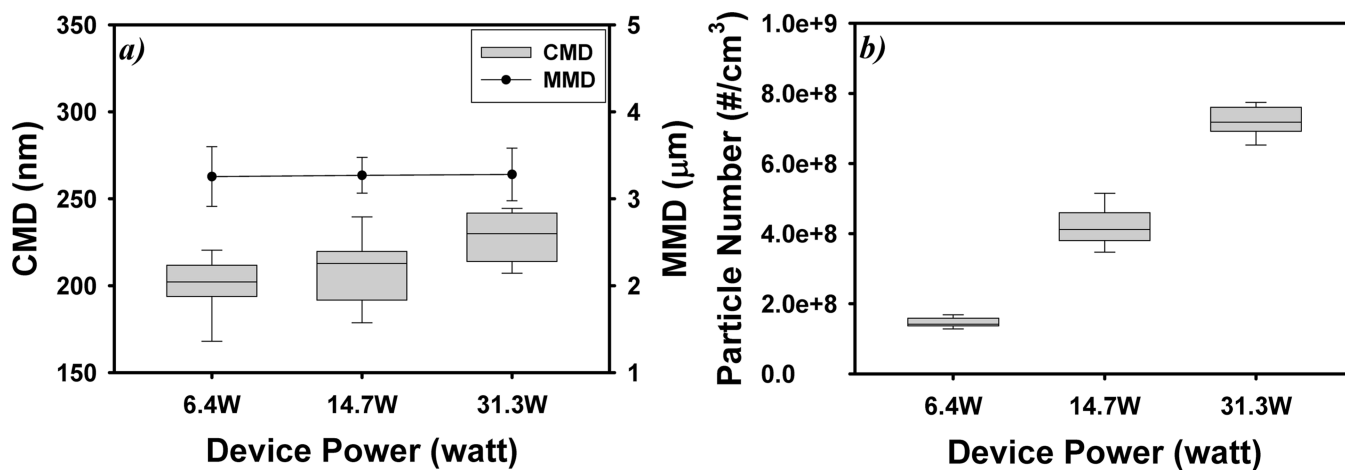 a)
CMD
MMD
350
300
250
200
150
CMD (nm)
5
4
3
2
1
MMD (μm)
6.4W 14.7W 31.3W
Device Power (watt)
b)
1.0e+9
8.0e+8
6.0e+8
4.0e+8
2.0e+8
0.0
Particle Number (#/cm³)
6.4W 14.7W 31.3W
Device Power (watt)